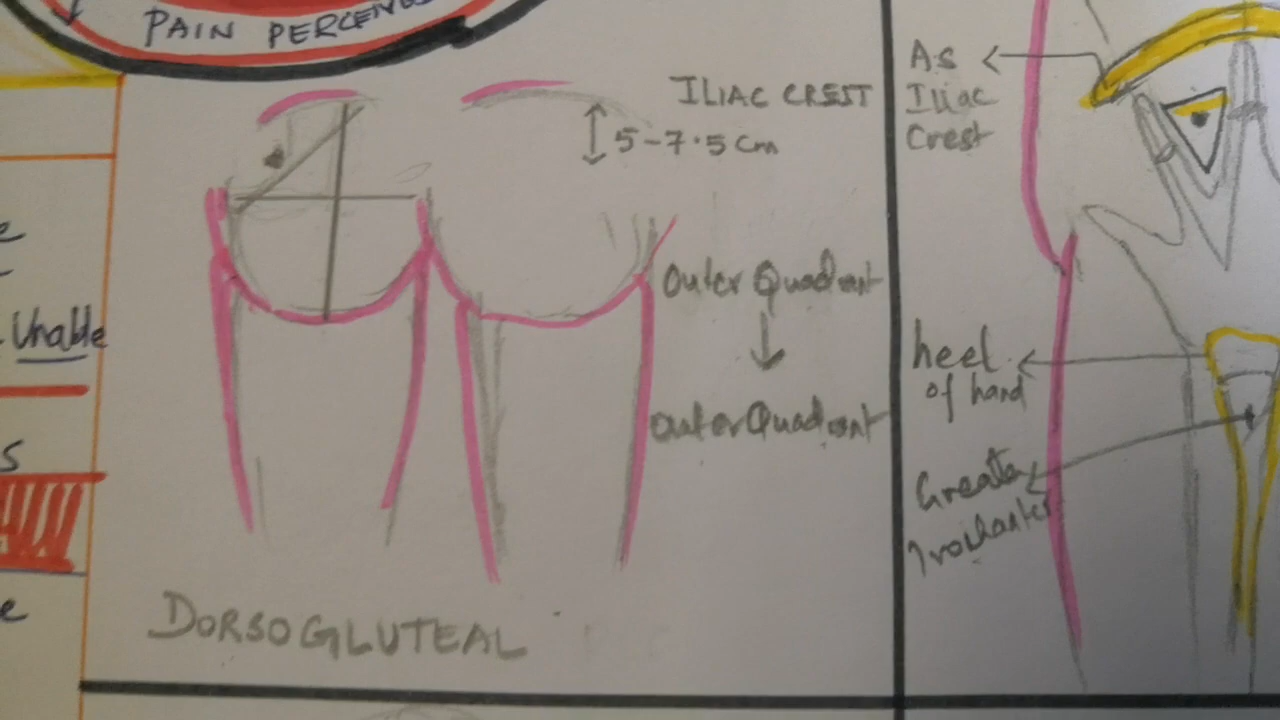 PAIN PERCE
ILIAC CREST
5-7.5 cm
Outer Quadrant
Outer Quadrant
DORSOGLUTEAL
As
Iliac
Crest
heel
of hand
Greater
Trochanter
e
Unable
s
e